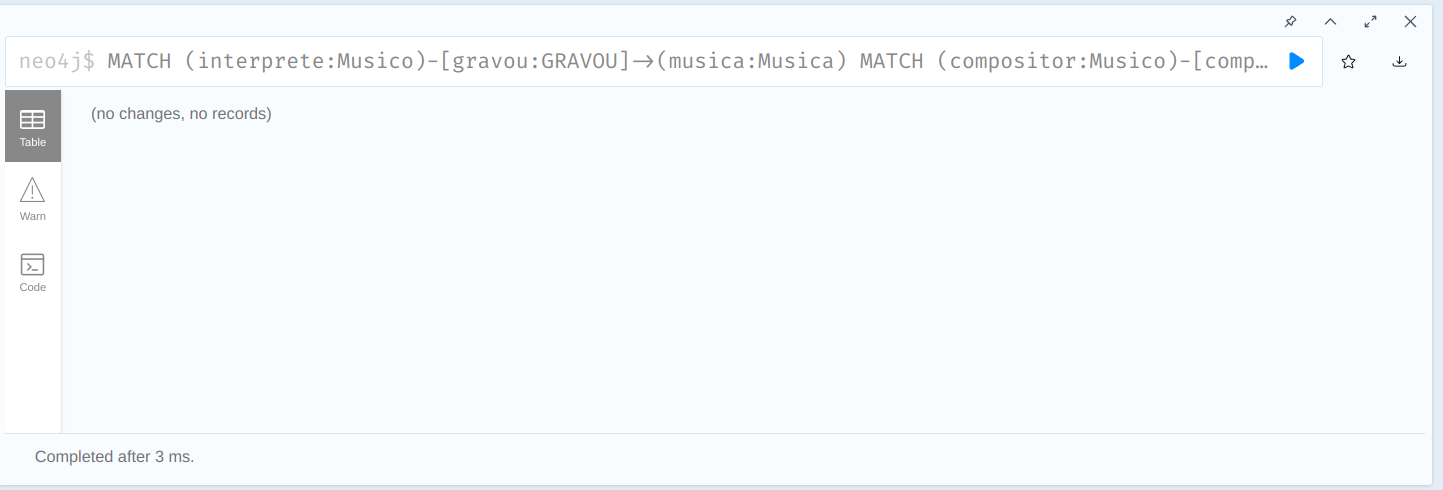 neo4j$ MATCH (interprete:Musico)-[gravou:GRAVOU]->(musica:Musica) MATCH (compositor:Musico)-[comp…
Table
(no changes, no records)
Warn
Code
Completed after 3 ms.